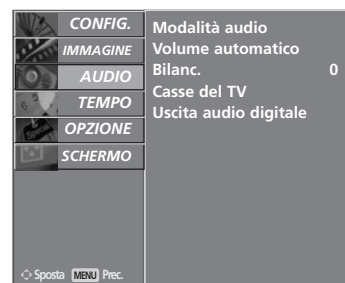 CONFIG.
IMMAGINE
AUDIO
TEMPO
OPZIONE
SCHERMO
Modalità audio
Volume automatico
Bilanc. 0
Casse del TV
Uscita audio digitale
Sposta MENU Prec.